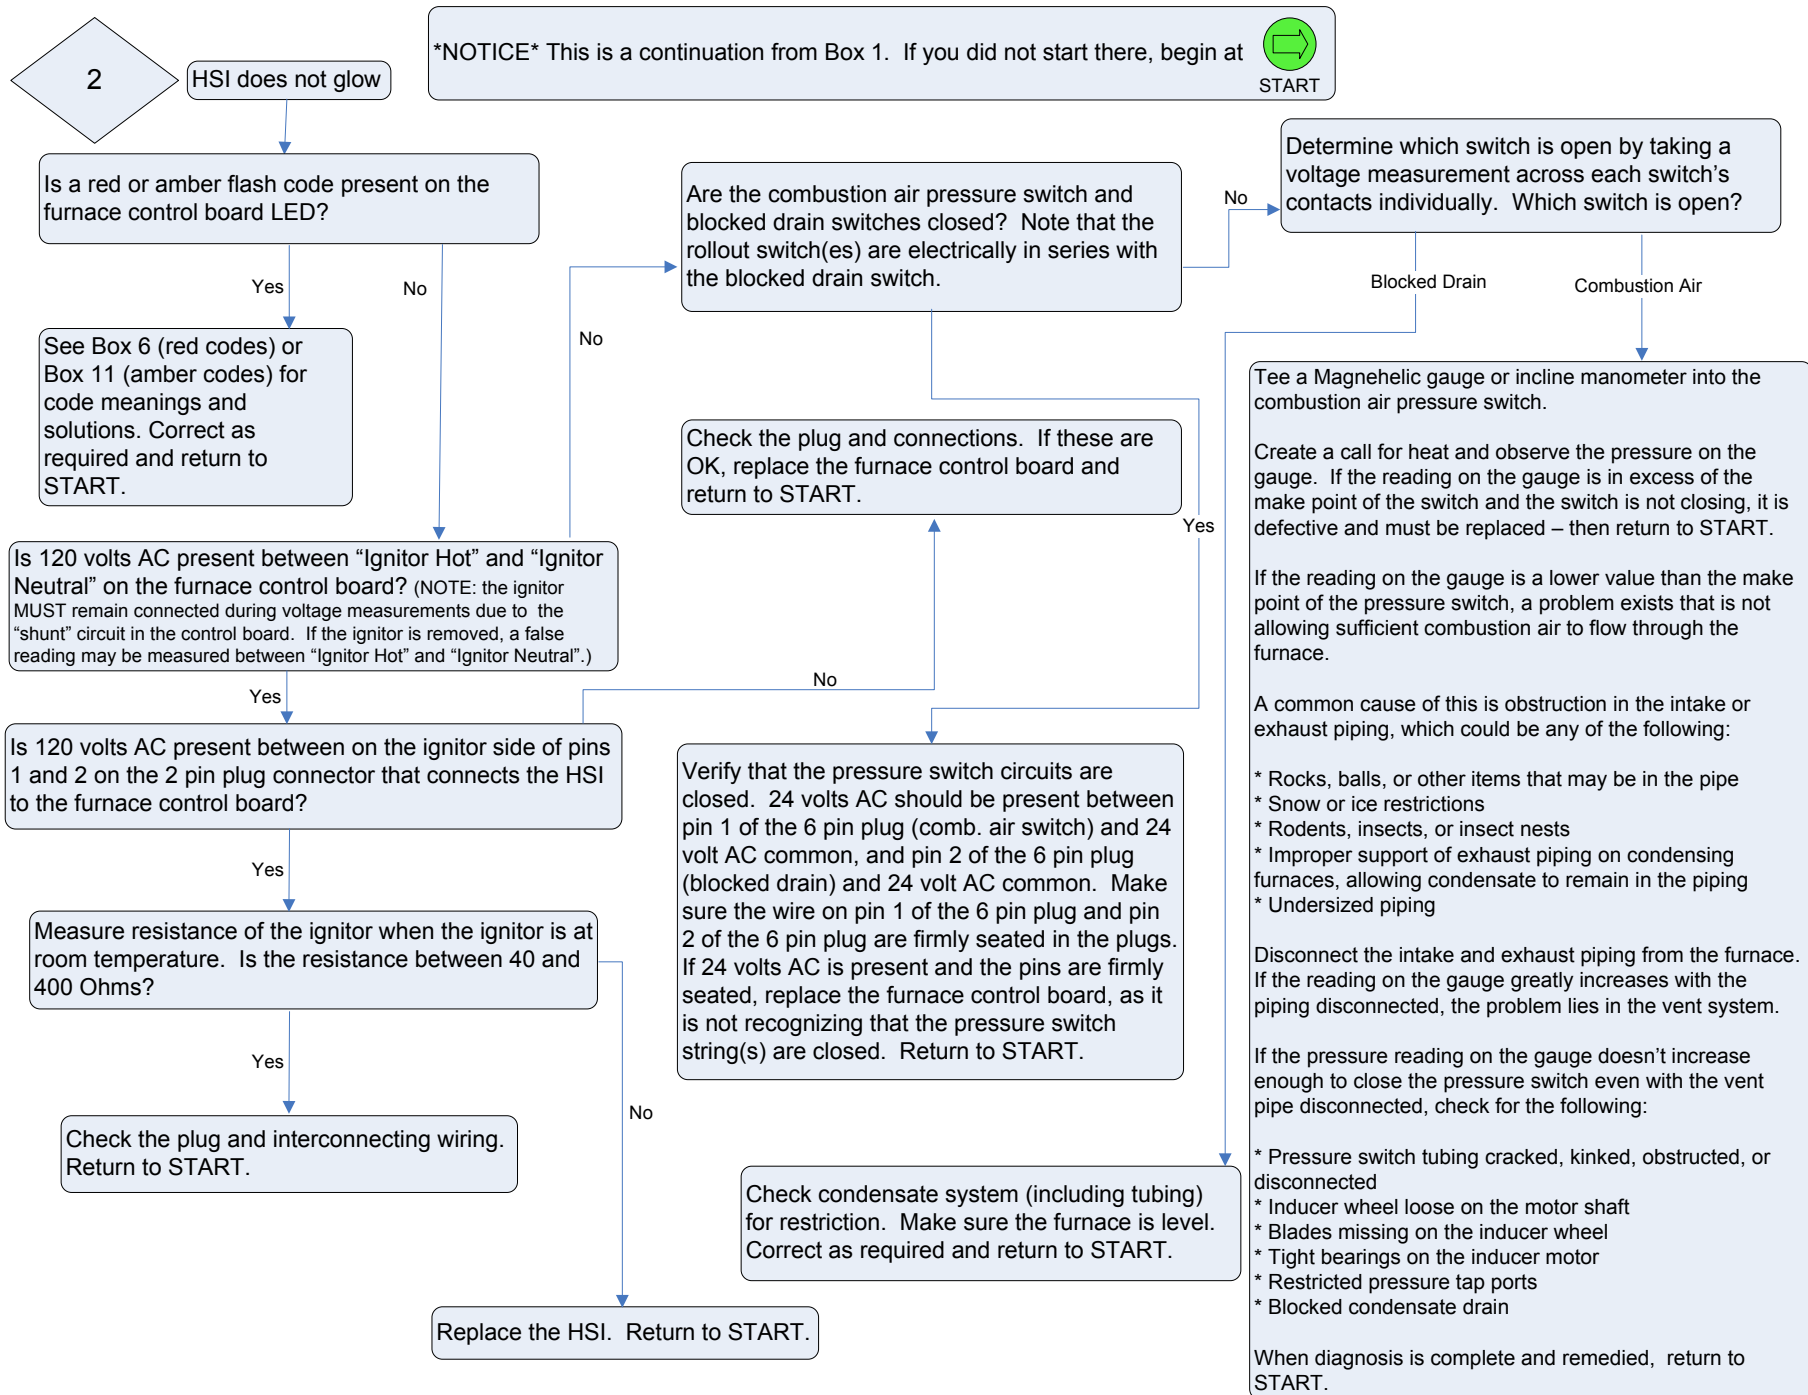 2
HSI does not glow
*NOTICE* This is a continuation from Box 1.  If you did not start there, begin at
START
Is a red or amber flash code present on the
furnace control board LED?
Yes
No
See Box 6 (red codes) or
Box 11 (amber codes) for
code meanings and
solutions. Correct as
required and return to
START.
Is 120 volts AC present between “Ignitor Hot” and “Ignitor
Neutral” on the furnace control board? (NOTE: the ignitor
MUST remain connected during voltage measurements due to  the
“shunt” circuit in the control board.  If the ignitor is removed, a false
reading may be measured between “Ignitor Hot” and “Ignitor Neutral”.)
Yes
No
Is 120 volts AC present between on the ignitor side of pins
1 and 2 on the 2 pin plug connector that connects the HSI
to the furnace control board?
Yes
No
Measure resistance of the ignitor when the ignitor is at
room temperature.  Is the resistance between 40 and
400 Ohms?
Yes
No
Check the plug and interconnecting wiring.
Return to START.
Replace the HSI.  Return to START.
Are the combustion air pressure switch and
blocked drain switches closed?  Note that the
rollout switch(es) are electrically in series with
the blocked drain switch.
No
Yes
Check the plug and connections.  If these are
OK, replace the furnace control board and
return to START.
Verify that the pressure switch circuits are
closed.  24 volts AC should be present between
pin 1 of the 6 pin plug (comb. air switch) and 24
volt AC common, and pin 2 of the 6 pin plug
(blocked drain) and 24 volt AC common.  Make
sure the wire on pin 1 of the 6 pin plug and pin
2 of the 6 pin plug are firmly seated in the plugs.
If 24 volts AC is present and the pins are firmly
seated, replace the furnace control board, as it
is not recognizing that the pressure switch
string(s) are closed.  Return to START.
Determine which switch is open by taking a
voltage measurement across each switch’s
contacts individually.  Which switch is open?
Blocked Drain
Combustion Air
Check condensate system (including tubing)
for restriction.  Make sure the furnace is level.
Correct as required and return to START.
Tee a Magnehelic gauge or incline manometer into the
combustion air pressure switch.
Create a call for heat and observe the pressure on the
gauge.  If the reading on the gauge is in excess of the
make point of the switch and the switch is not closing, it is
defective and must be replaced – then return to START.
If the reading on the gauge is a lower value than the make
point of the pressure switch, a problem exists that is not
allowing sufficient combustion air to flow through the
furnace.
A common cause of this is obstruction in the intake or
exhaust piping, which could be any of the following:
* Rocks, balls, or other items that may be in the pipe
* Snow or ice restrictions
* Rodents, insects, or insect nests
* Improper support of exhaust piping on condensing
furnaces, allowing condensate to remain in the piping
* Undersized piping
Disconnect the intake and exhaust piping from the furnace.
If the reading on the gauge greatly increases with the
piping disconnected, the problem lies in the vent system.
If the pressure reading on the gauge doesn’t increase
enough to close the pressure switch even with the vent
pipe disconnected, check for the following:
* Pressure switch tubing cracked, kinked, obstructed, or
disconnected
* Inducer wheel loose on the motor shaft
* Blades missing on the inducer wheel
* Tight bearings on the inducer motor
* Restricted pressure tap ports
* Blocked condensate drain
When diagnosis is complete and remedied,  return to
START.